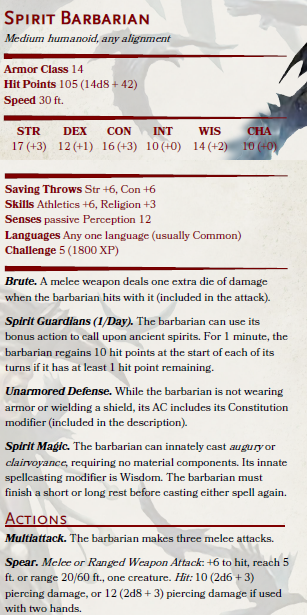 SPIRIT BARBARIAN
Medium humanoid, any alignment
Armor Class 14
Hit Points 105 (14d8 + 42)
Speed 30 ft.
STR DEX CON INT WIS CHA
17 (+3) 12 (+1) 16 (+3) 10 (+0) 14 (+2) 10 (+0)
Saving Throws Str +6, Con +6
Skills Athletics +6, Religion +3
Senses passive Perception 12
Languages Any one language (usually Common)
Challenge 5 (1800 XP)
Brute. A melee weapon deals one extra die of damage
when the barbarian hits with it (included in the attack).
Spirit Guardians (1/Day). The barbarian can use its
bonus action to call upon ancient spirits. For 1 minute, the
barbarian regains 10 hit points at the start of each of its
turns if it has at least 1 hit point remaining.
Unarmored Defense. While the barbarian is not wearing
armor or wielding a shield, its AC includes its Constitution
modifier (included in the description).
Spirit Magic. The barbarian can innately cast augury or
clairvoyance, requiring no material components. Its innate
spellcasting modifier is Wisdom. The barbarian must
finish a short or long rest before casting either spell again.
ACTIONS
Multiattack. The barbarian makes three melee attacks.
Spear. Melee or Ranged Weapon Attack: +6 to hit, reach 5
ft. or range 20/60 ft., one creature. Hit: 10 (2d6 + 3)
piercing damage, or 12 (2d8 + 3) piercing damage if used
with two hands.